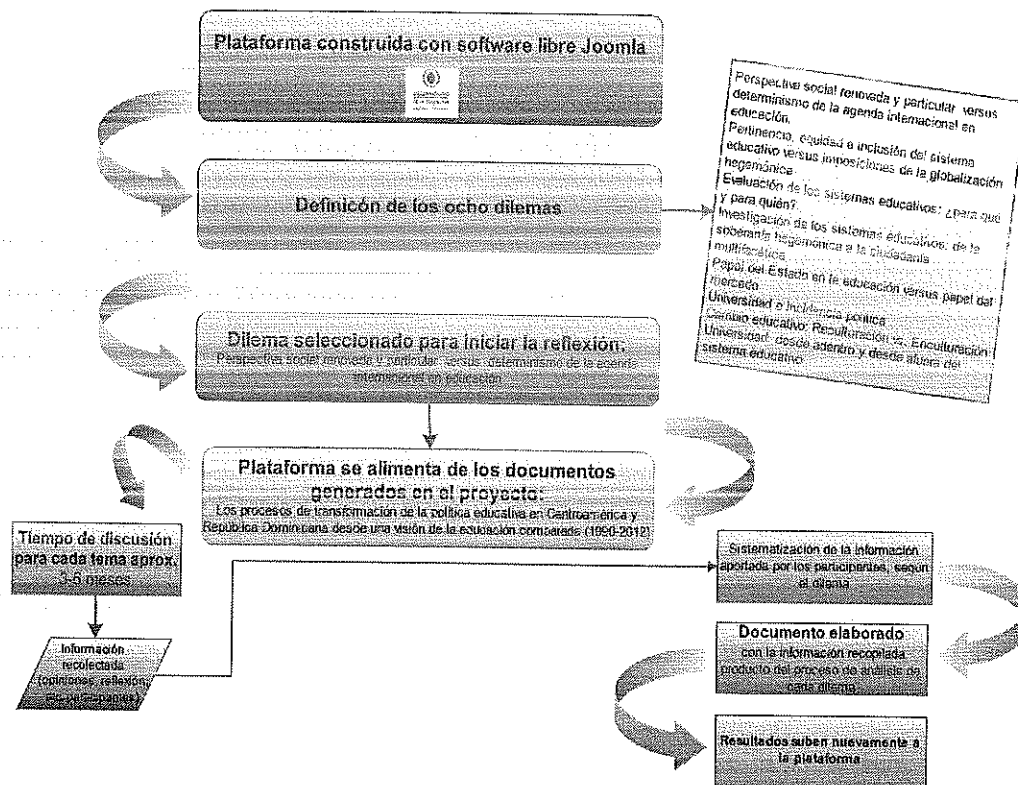 Plataforma construida con software libre Joomla
Definicón de los ocho dilemas
Perspectiva social renovada y particular versus
determinismo de la agenda internacional en
educación.
Pertinencia, equidad e inclusión del sistema
educativo versus imposiciones de la globalización
hegemónica
Evaluación de los sistemas educativos: ¿para qué
y para quién?
Investigación de los sistemas educativos: de la
soberanía hegemónica a la ciudadanía
multifacética
Papel del Estado en la educación versus papel del
mercado
Universidad e incidencia política
Cambio educativo: Reculturación vs. Enculturación
Universidad: desde adentro y desde afuera del
sistema educativo
Dilema seleccionado para iniciar la reflexión:
Perspectiva social renovada y particular versus determinismo de la agenda
internacional en educación
Plataforma se alimenta de los documentos
generados en el proyecto:
Los procesos de transformación de la política educativa en Centroamérica y
República Dominicana desde una visión de la educación comparada (1990-2012)
Tiempo de discusión
para cada tema aprox.
3-6 meses
Información
recolectada
(opiniones, reflexión,
Sistematización de la información
aportada por los participantes, según
el dilema
Documento elaborado
con la información recopilada
producto del proceso de análisis de
cada dilema
Resultados suben nuevamente a
la plataforma